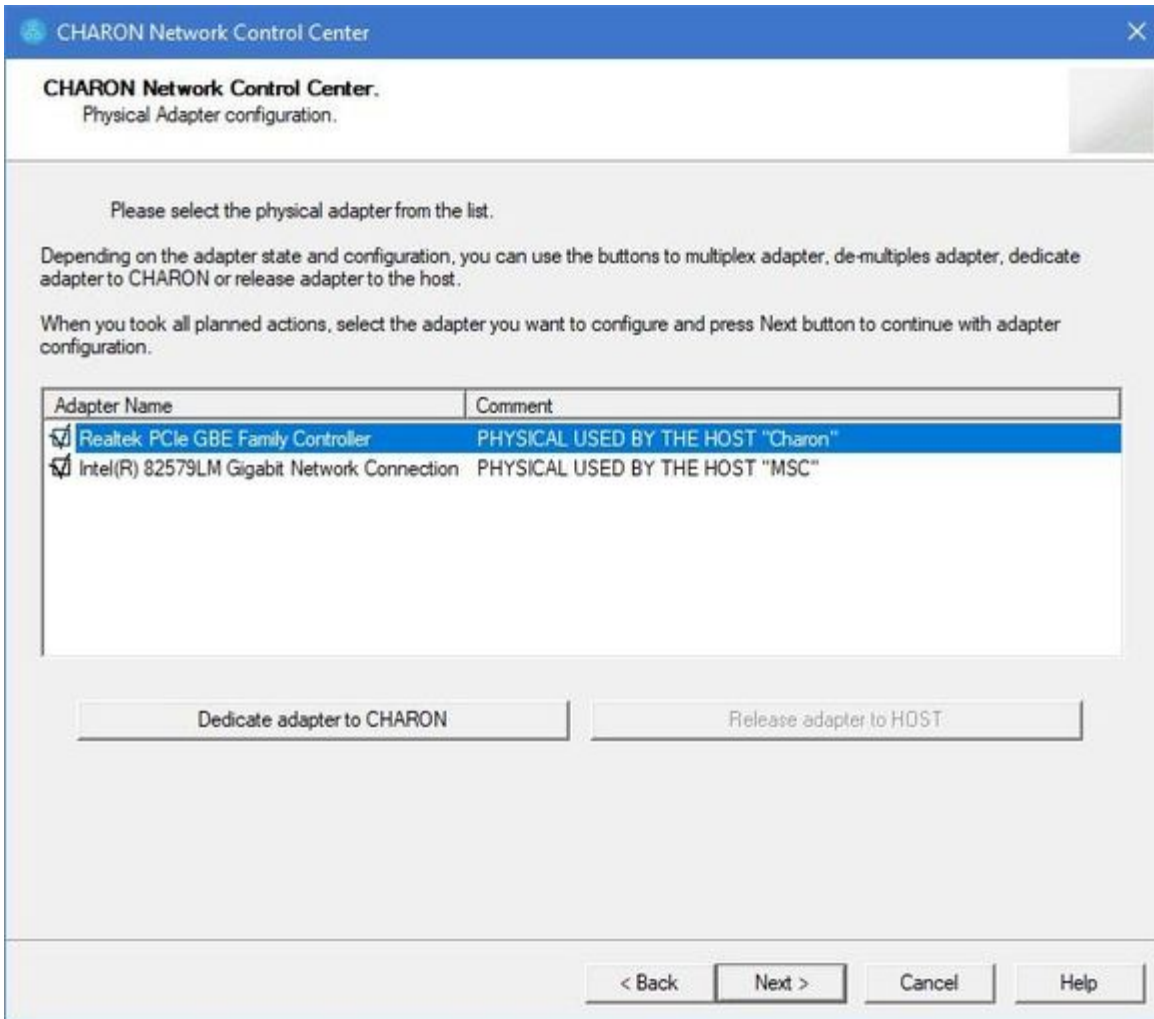 CHARON Network Control Center
CHARON Network Control Center.
Physical Adapter configuration.
Please select the physical adapter from the list.
Depending on the adapter state and configuration, you can use the buttons to multiplex adapter, de-multiples adapter, dedicate
adapter to CHARON or release adapter to the host.
When you took all planned actions, select the adapter you want to configure and press Next button to continue with adapter
configuration.
Adapter Name Comment
Realtek PCIe GBE Family Controller PHYSICAL USED BY THE HOST "Charon"
Intel(R) 82579LM Gigabit Network Connection PHYSICAL USED BY THE HOST "MSC"
Dedicate adapter to CHARON Release adapter to HOST
< Back Next > Cancel Help